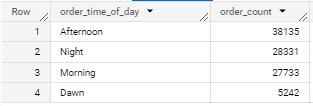 Row order_time_of_day order_count
1 Afternoon 38135
2 Night 28331
3 Morning 27733
4 Dawn 5242